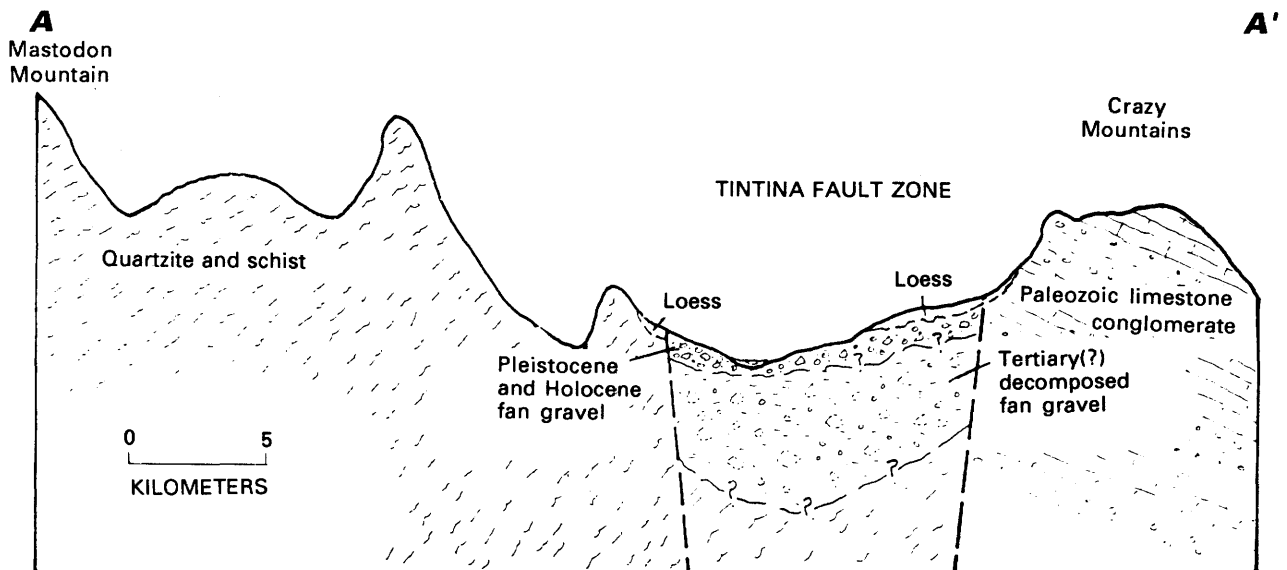 A
Mastodon
Mountain
A'
Crazy
Mountains
TINTINA FAULT ZONE
Quartzite and schist
Loess
Loess
Paleozoic limestone
conglomerate
Pleistocene
and Holocene
fan gravel
Tertiary(?)
decomposed
fan gravel
0 5
KILOMETERS
?
?
?
?
?